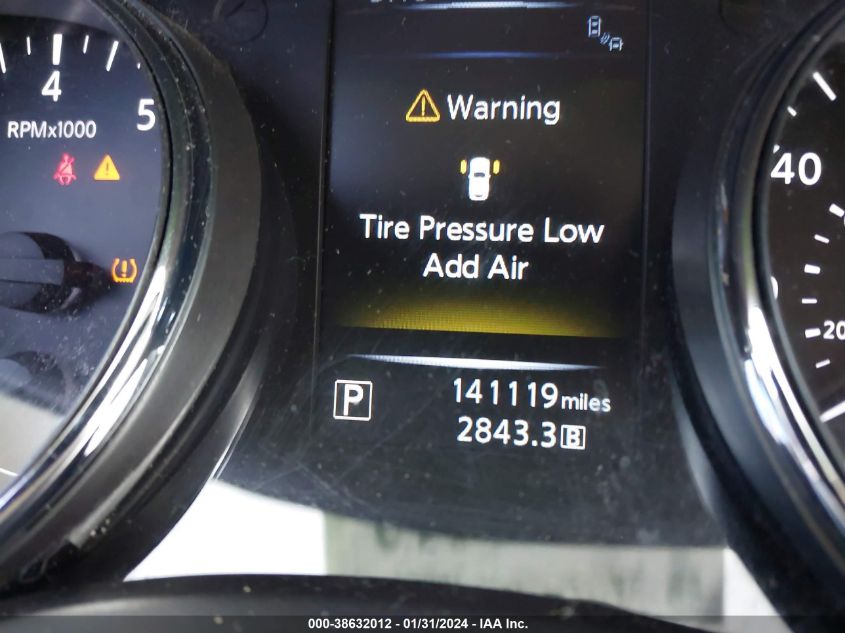 4
5
RPMx1000
Warning
Tire Pressure Low
Add Air
40
20
P
141119 miles
2843.3 B
000-38632012 - 01/31/2024 - IAA Inc.